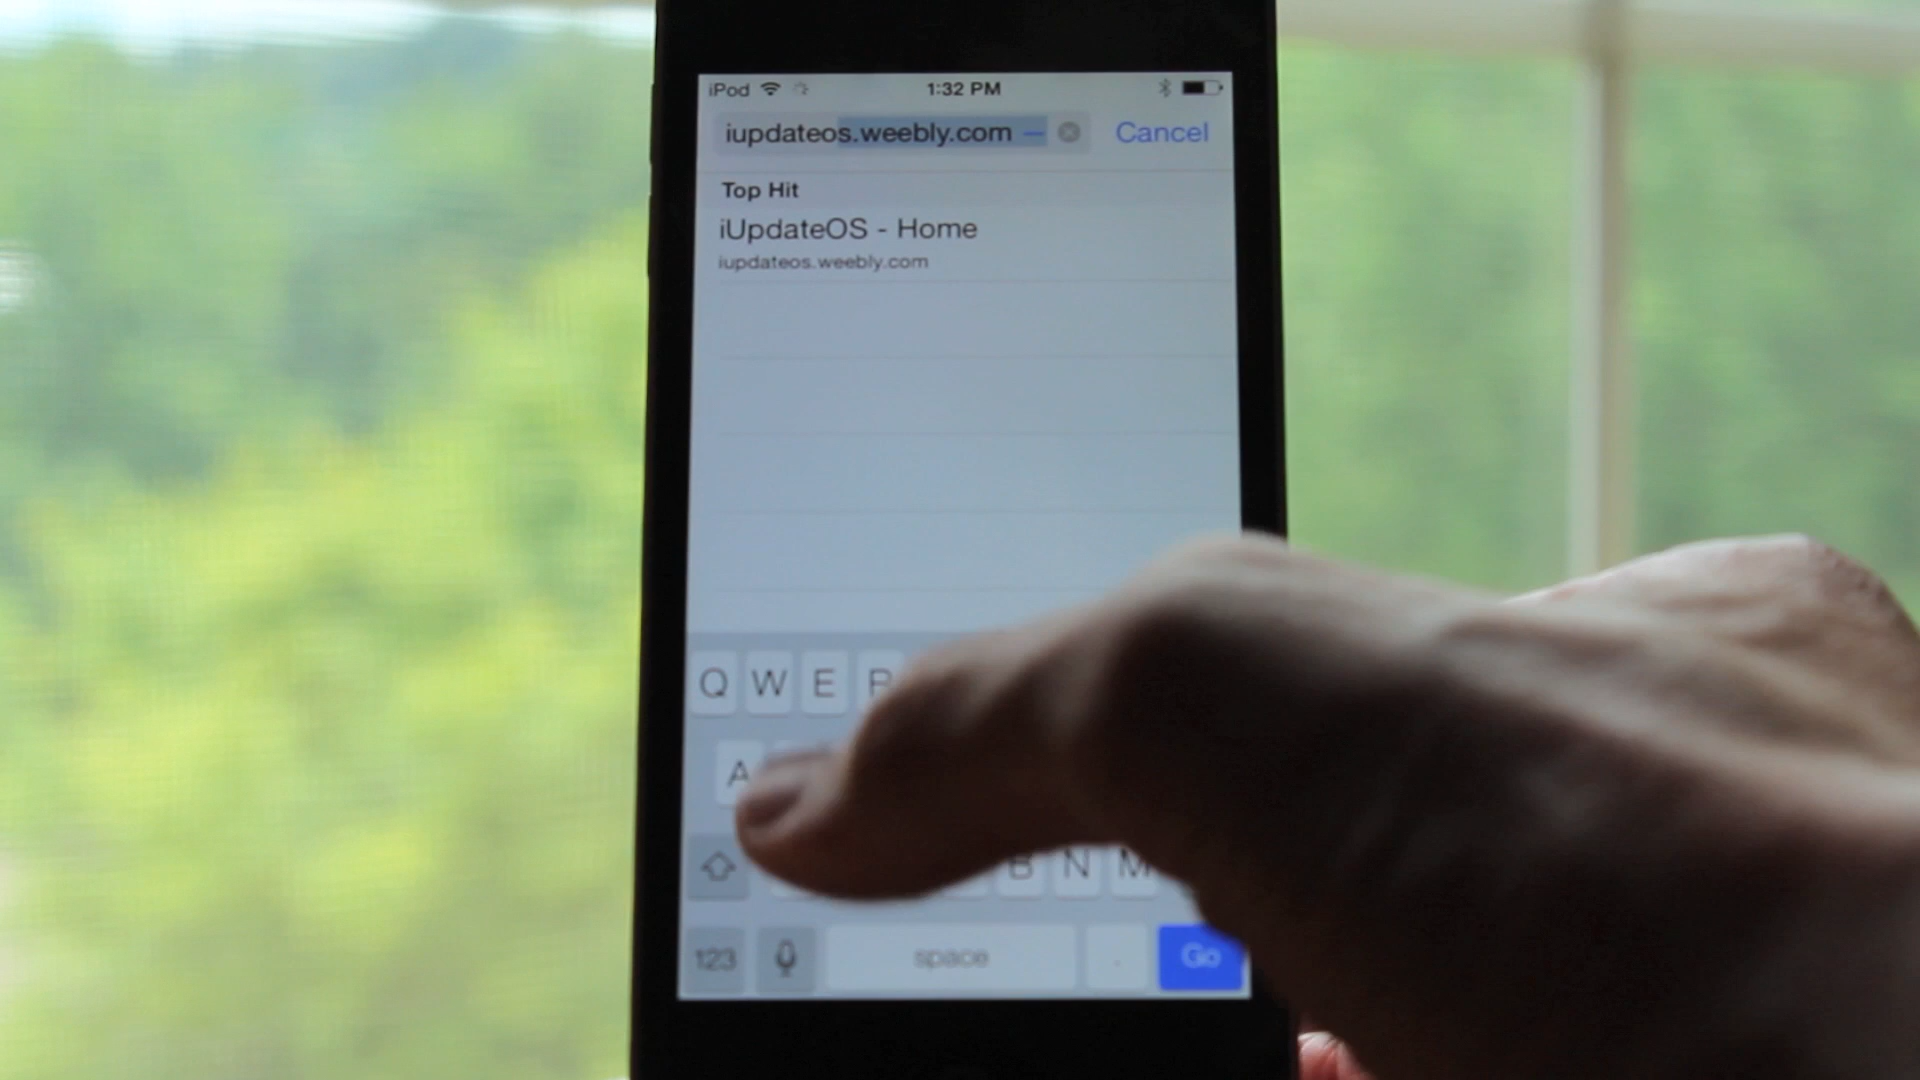 iPod 1:32 PM
iupdateos.weebly.com — Cancel
Top Hit
iUpdateOS - Home
iupdateos.weebly.com
Q W E R
A
B N M
123 space . Go